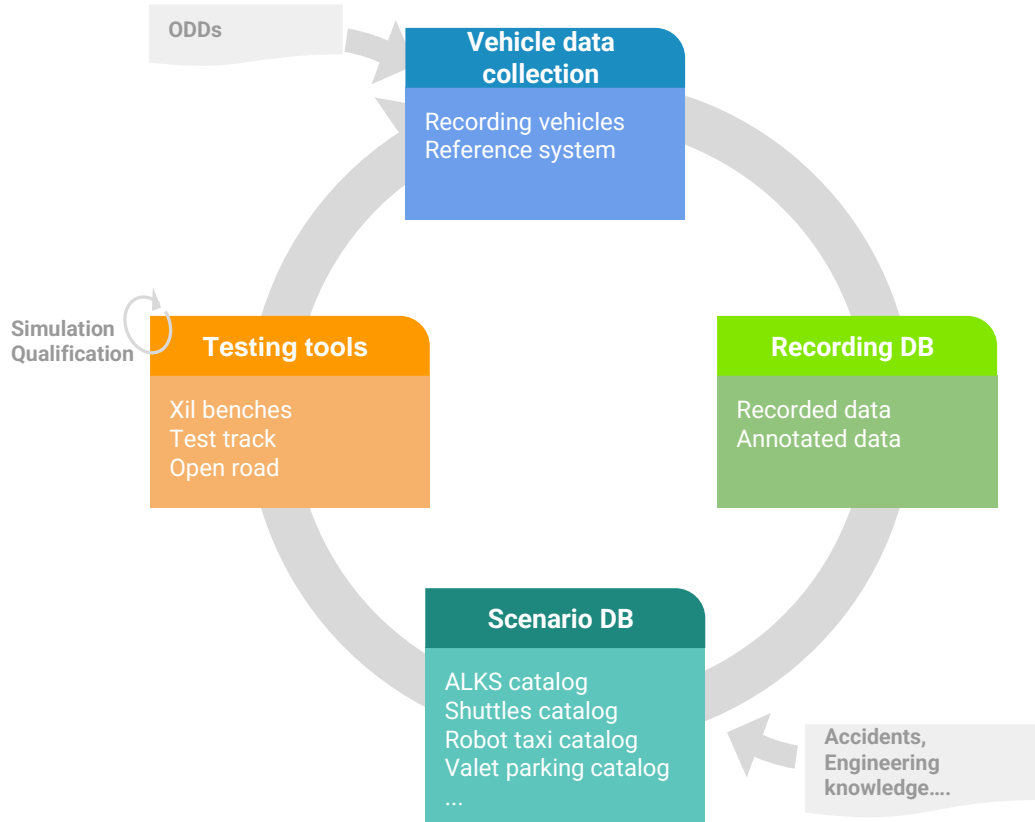 ODDs
Vehicle data
collection
Recording vehicles
Reference system
Simulation
Qualification
Testing tools
Xil benches
Test track
Open road
Recording DB
Recorded data
Annotated data
Scenario DB
ALKS catalog
Shuttles catalog
Robot taxi catalog
Valet parking catalog
...
Accidents,
Engineering
knowledge....